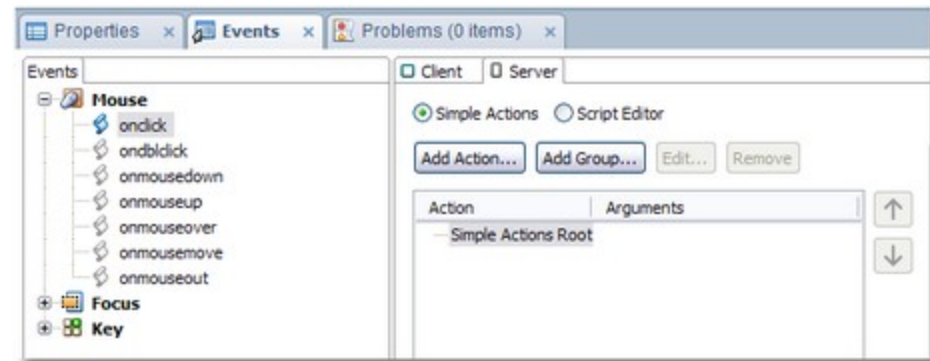 Properties Events Problems (0 items)
Events
Mouse
onclick
ondblclick
onmousedown
onmouseup
onmouseover
onmousemove
onmouseout
Focus
Key
Client Server
Simple Actions Script Editor
Add Action... Add Group... Edit... Remove
Action Arguments
Simple Actions Root